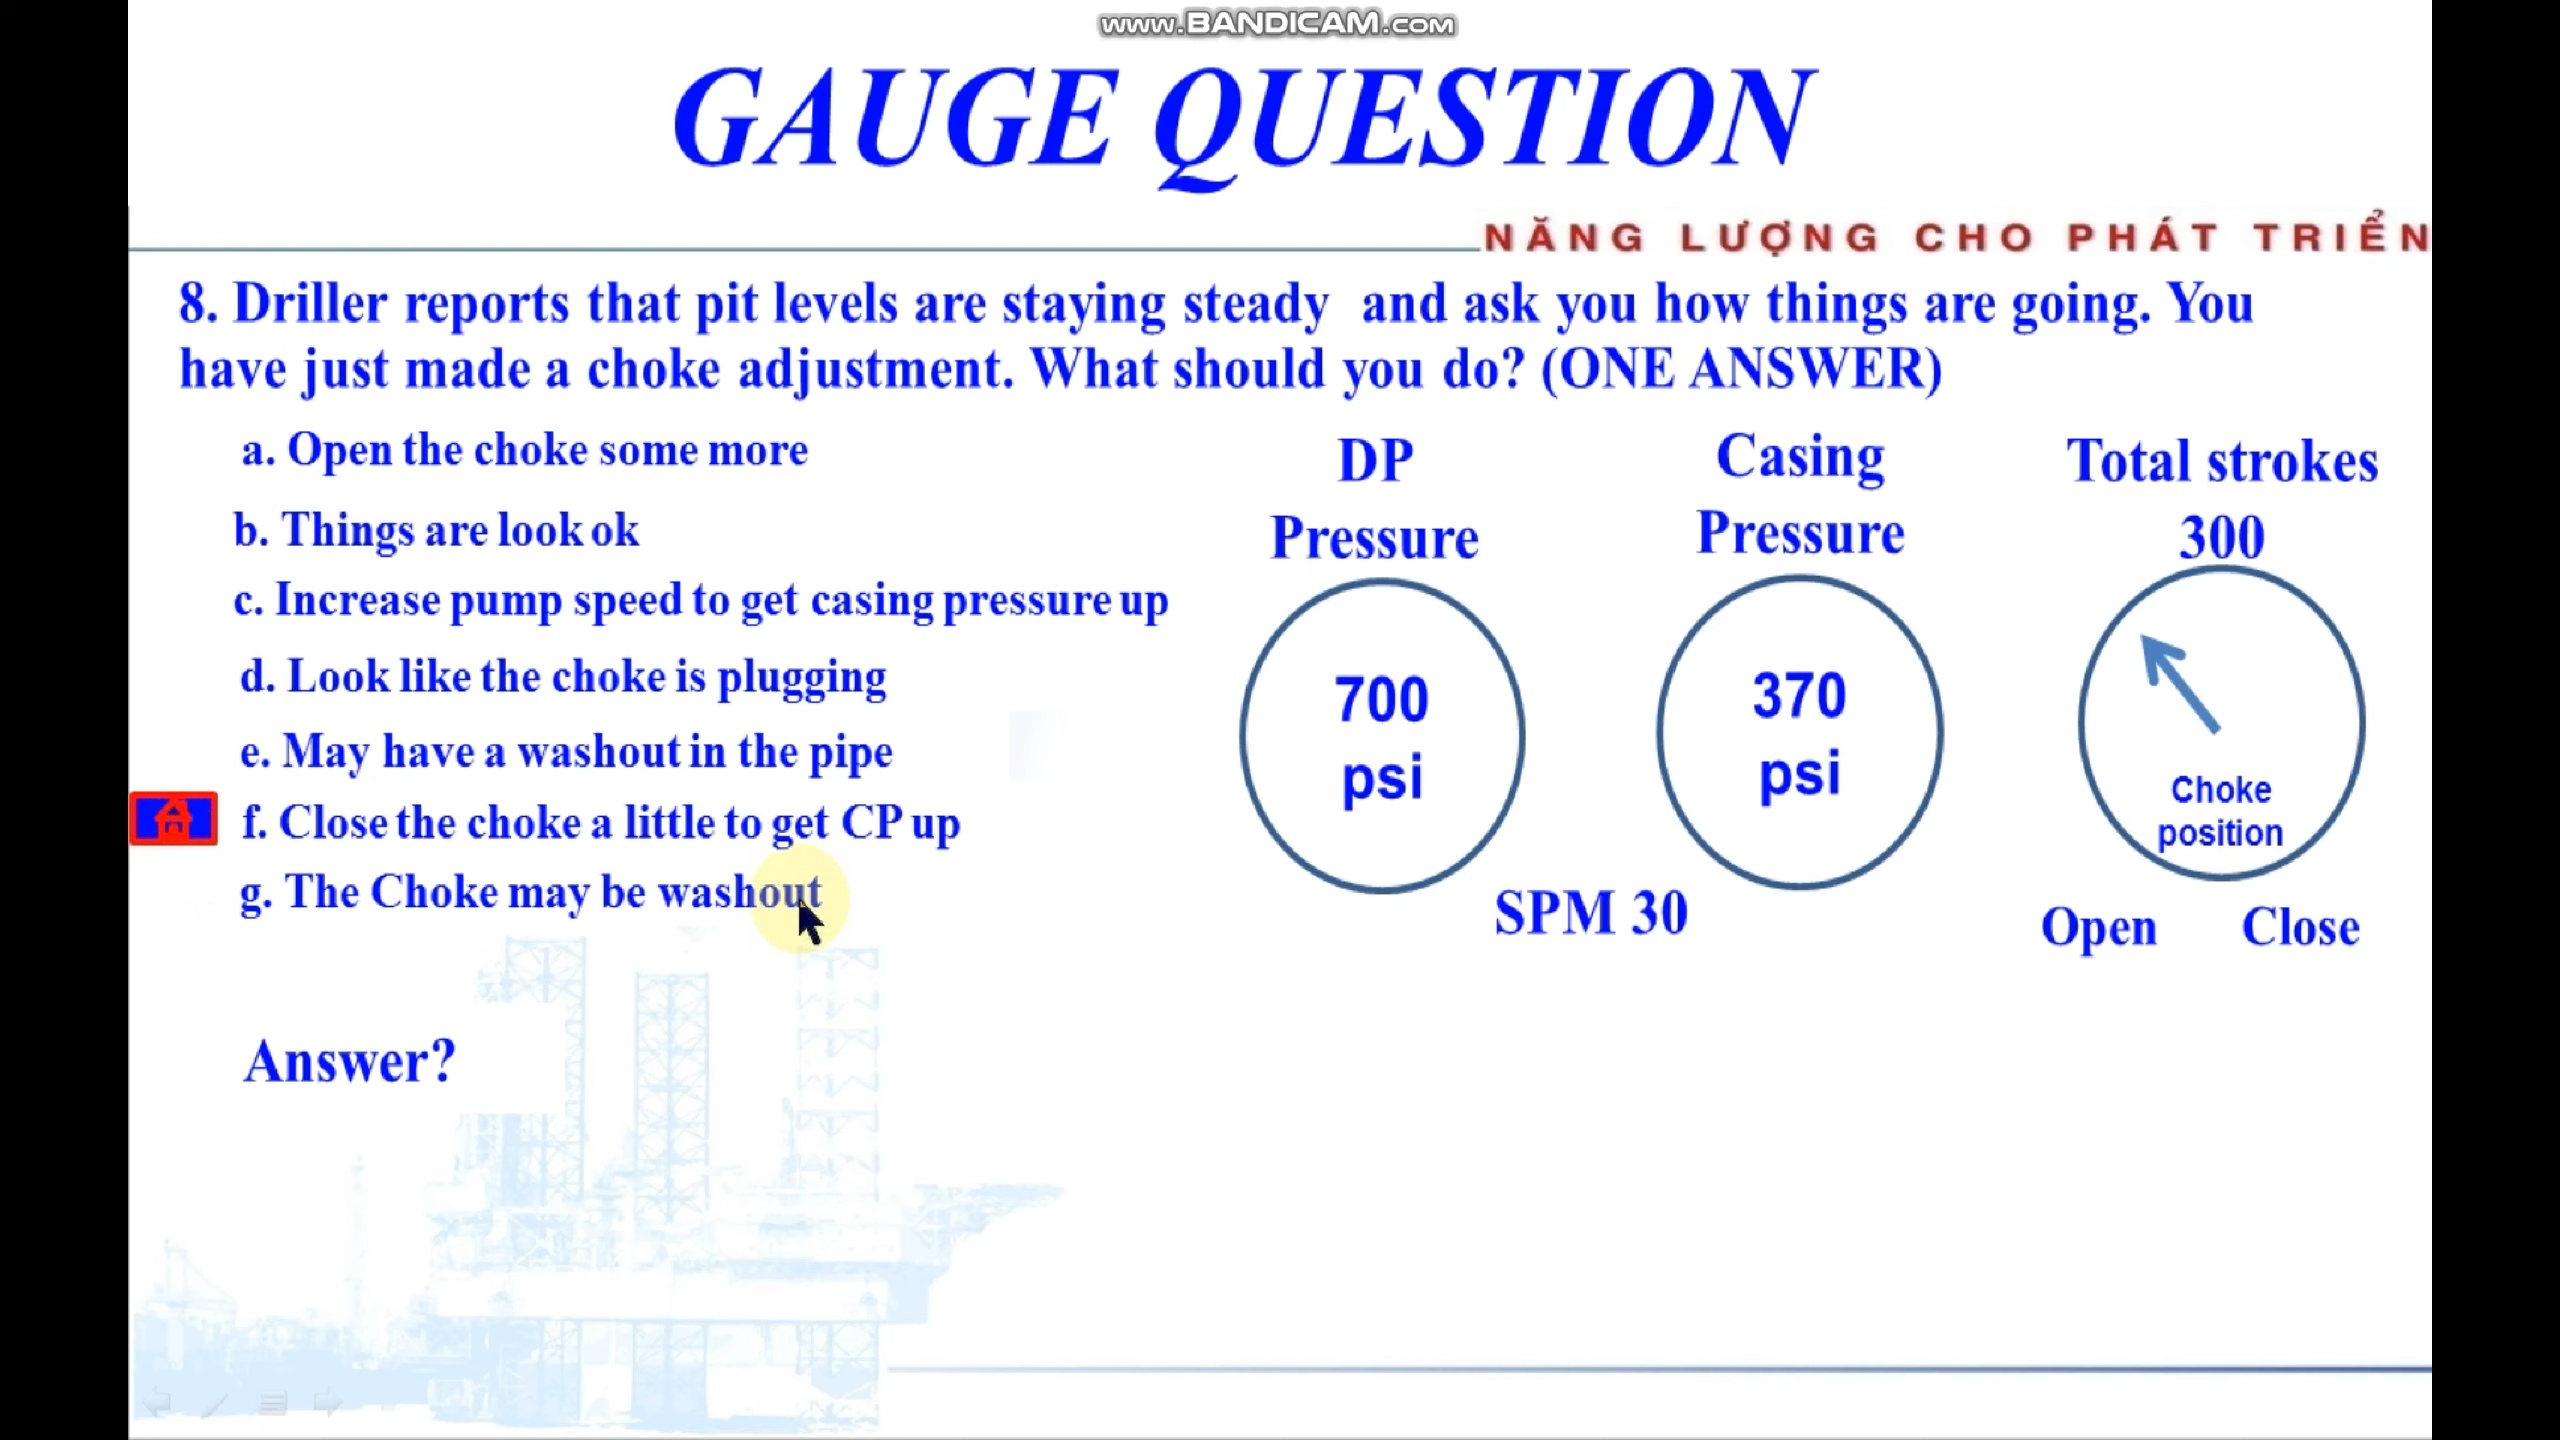 www.BANDICAM.com
GAUGE QUESTION
NĂNG LƯỢNG CHO PHÁT TRIỂN
8. Driller reports that pit levels are staying steady and ask you how things are going. You
have just made a choke adjustment. What should you do? (ONE ANSWER)
a. Open the choke some more
b. Things are look ok
c. Increase pump speed to get casing pressure up
d. Look like the choke is plugging
e. May have a washout in the pipe
f. Close the choke a little to get CP up
g. The Choke may be washout
Answer?
DP
Pressure
700
psi
Casing
Pressure
370
psi
SPM 30
Total strokes
300
Choke
position
Open Close